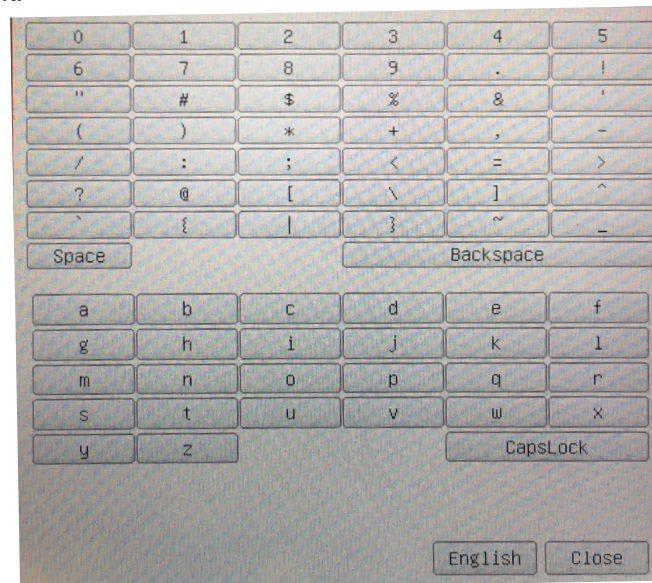 0 1 2 3 4 5
6 7 8 9 . !
" # $ % & '
( ) * + , -
/ : ; < = >
? @ [ \ ] ^
` { | } ~ _
Space Backspace
a b c d e f
g h i j k l
m n o p q r
s t u v w x
y z CapsLock
English Close